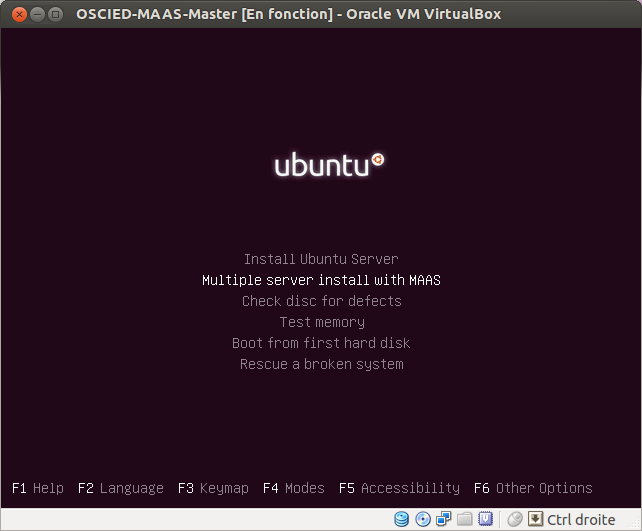 OSCIED-MAAS-Master [En fonction] - Oracle VM VirtualBox
ubuntu
Install Ubuntu Server
Multiple server install with MAAS
Check disc for defects
Test memory
Boot from first hard disk
Rescue a broken system
F1 Help F2 Language F3 Keymap F4 Modes F5 Accessibility F6 Other Options
Ctrl droite